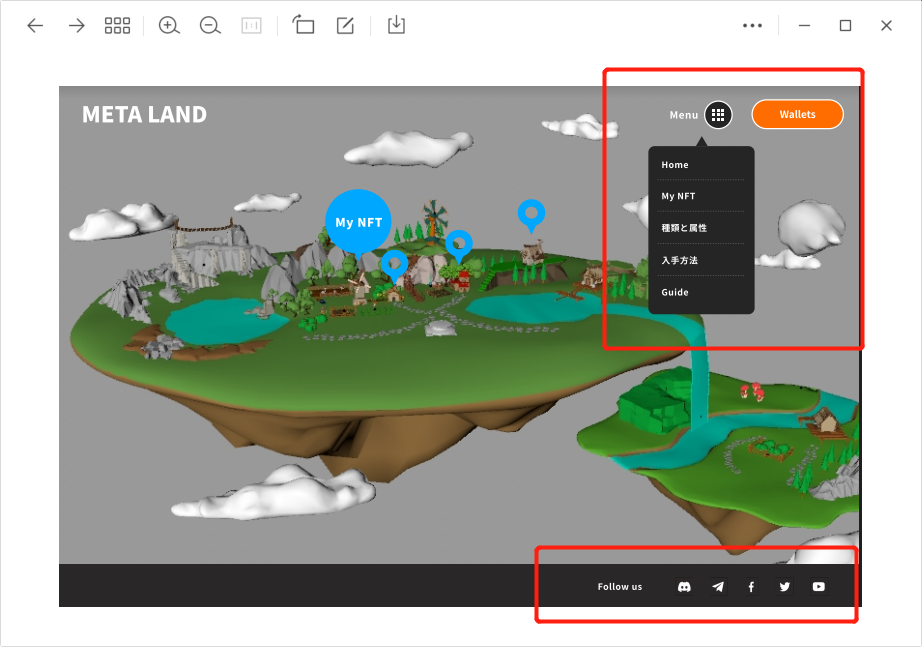 META LAND
Menu
Wallets
Home
My NFT
種類と属性
入手方法
Guide
My NFT
Follow us